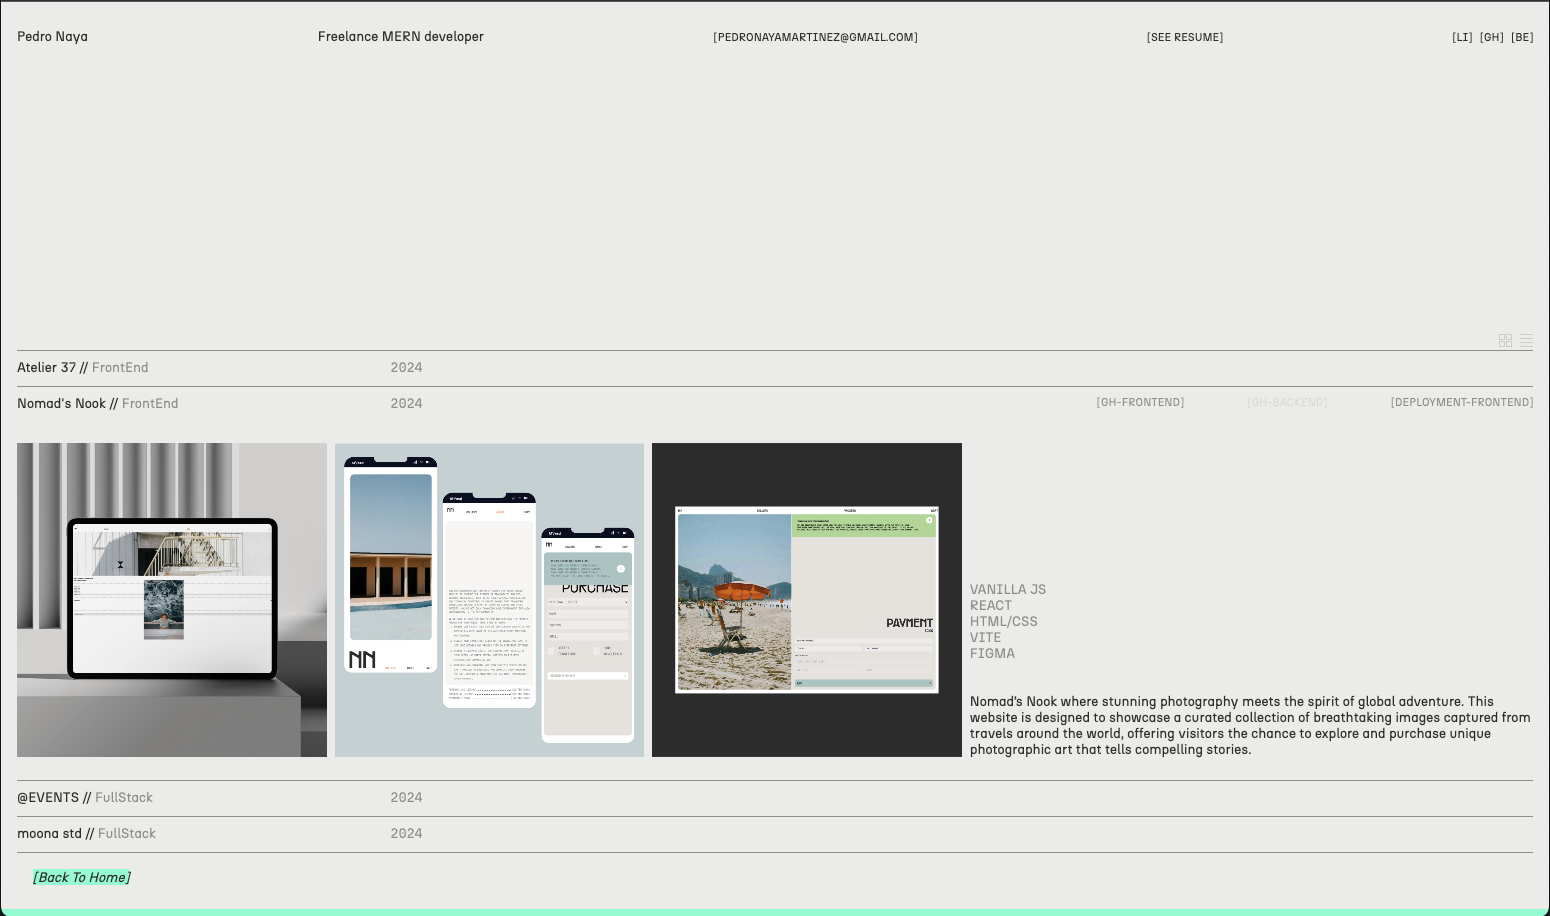 Pedro Naya
Freelance MERN developer
[PEDRONAYAMARTINEZ@GMAIL.COM]
[SEE RESUME]
[LI] [GH] [BE]
Atelier 37 // FrontEnd
2024
Nomad's Nook // FrontEnd
2024
[GH-FRONTEND]
[GH-BACKEND]
[DEPLOYMENT-FRONTEND]
NN
PURCHASE
PAYMENT
VANILLA JS
REACT
HTML/CSS
VITE
FIGMA
Nomad's Nook where stunning photography meets the spirit of global adventure. This
website is designed to showcase a curated collection of breathtaking images captured from
travels around the world, offering visitors the chance to explore and purchase unique
photographic art that tells compelling stories.
@EVENTS // FullStack
2024
moona std // FullStack
2024
[Back To Home]